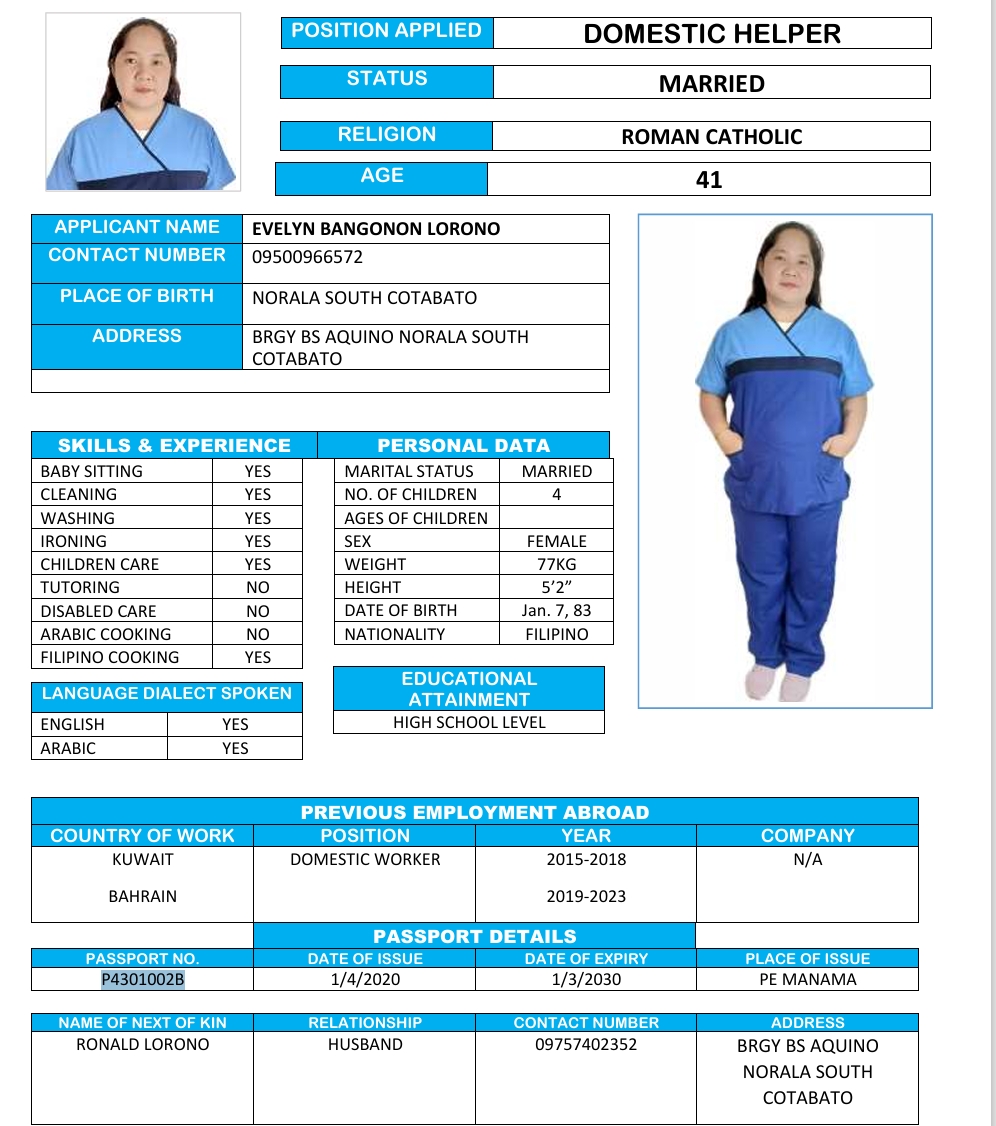 POSITION APPLIED DOMESTIC HELPER
STATUS MARRIED
RELIGION ROMAN CATHOLIC
AGE 41
APPLICANT NAME EVELYN BANGONON LORONO
CONTACT NUMBER 09500966572
PLACE OF BIRTH NORALA SOUTH COTABATO
ADDRESS BRGY BS AQUINO NORALA SOUTH
COTABATO
SKILLS & EXPERIENCE PERSONAL DATA
BABY SITTING YES MARITAL STATUS MARRIED
CLEANING YES NO. OF CHILDREN 4
WASHING YES AGES OF CHILDREN
IRONING YES SEX FEMALE
CHILDREN CARE YES WEIGHT 77KG
TUTORING NO HEIGHT 5’2”
DISABLED CARE NO DATE OF BIRTH Jan. 7, 83
ARABIC COOKING NO NATIONALITY FILIPINO
FILIPINO COOKING YES
LANGUAGE DIALECT SPOKEN
ENGLISH YES
ARABIC YES
EDUCATIONAL
ATTAINMENT
HIGH SCHOOL LEVEL
PREVIOUS EMPLOYMENT ABROAD
COUNTRY OF WORK POSITION YEAR COMPANY
KUWAIT DOMESTIC WORKER 2015-2018 N/A
BAHRAIN 2019-2023
PASSPORT DETAILS
PASSPORT NO. DATE OF ISSUE DATE OF EXPIRY PLACE OF ISSUE
P4301002B 1/4/2020 1/3/2030 PE MANAMA
NAME OF NEXT OF KIN RELATIONSHIP CONTACT NUMBER ADDRESS
RONALD LORONO HUSBAND 09757402352 BRGY BS AQUINO
NORALA SOUTH
COTABATO